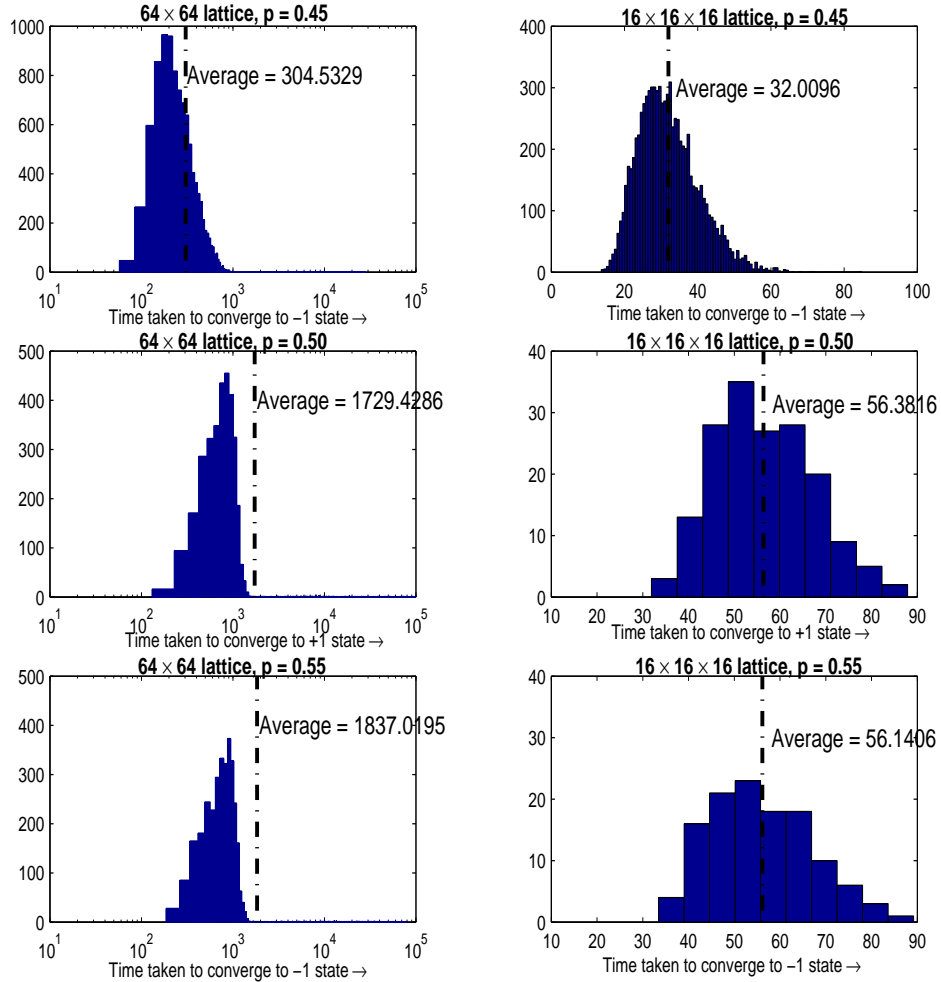 64 × 64 lattice, p = 0.45
1000
800
600
400
200
0
Average = 304.5329
10^1 10^2 10^3 10^4 10^5
Time taken to converge to −1 state →
16 × 16 × 16 lattice, p = 0.45
400
300
200
100
0
Average = 32.0096
0 20 40 60 80 100
Time taken to converge to −1 state →
64 × 64 lattice, p = 0.50
500
400
300
200
100
0
Average = 1729.4286
10^1 10^2 10^3 10^4 10^5
Time taken to converge to +1 state →
16 × 16 × 16 lattice, p = 0.50
40
30
20
10
0
Average = 56.3816
10 20 30 40 50 60 70 80 90
Time taken to converge to +1 state →
64 × 64 lattice, p = 0.55
500
400
300
200
100
0
Average = 1837.0195
10^1 10^2 10^3 10^4 10^5
Time taken to converge to −1 state →
16 × 16 × 16 lattice, p = 0.55
40
30
20
10
0
Average = 56.1406
10 20 30 40 50 60 70 80 90
Time taken to converge to −1 state →